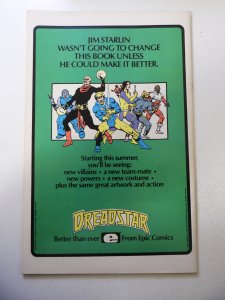 JIM STARLIN
WASN'T GOING TO CHANGE
THIS BOOK UNLESS
HE COULD MAKE IT BETTER.
Starting this summer,
you'll be seeing:
new villains • a new team-mate •
new powers • a new costume •
plus the same great artwork and action
DREADSTAR
Better than ever e From Epic Comics